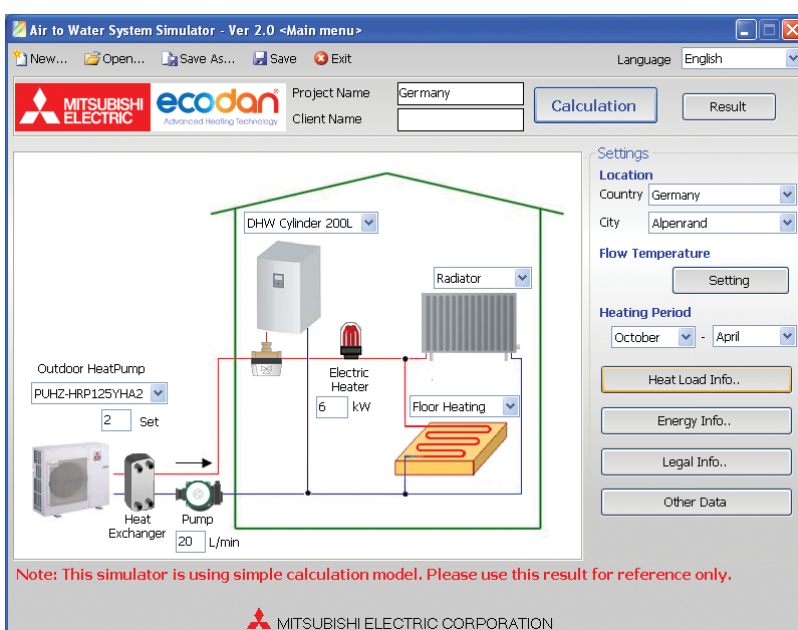 Air to Water System Simulator - Ver 2.0 <Main menu>
New... Open... Save As... Save Exit Language English
MITSUBISHI ELECTRIC
ecodan
Advanced Heating Technology
Project Name Germany
Client Name
Calculation Result
Settings
Location
Country Germany
City Alpenrand
Flow Temperature
Setting
Heating Period
October - April
Heat Load Info..
Energy Info..
Legal Info..
Other Data
DHW Cylinder 200L
Radiator
Outdoor HeatPump
PUHZ-HRP125YHA2
2 Set
Electric
Heater
6 kW
Floor Heating
Heat
Exchanger
Pump
20 L/min
Note: This simulator is using simple calculation model. Please use this result for reference only.
MITSUBISHI ELECTRIC CORPORATION